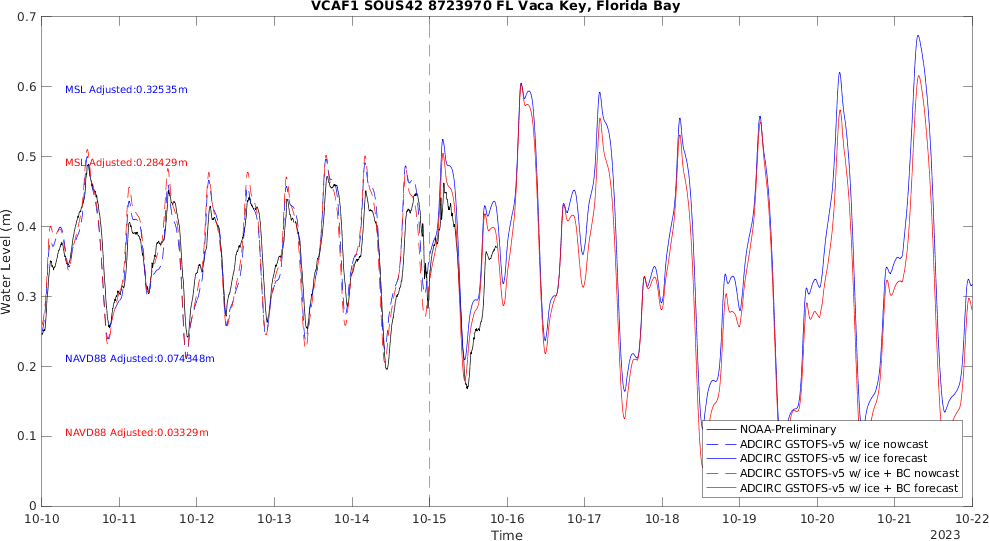 VCAF1 SOUS42 8723970 FL Vaca Key, Florida Bay
0.7
0.6
0.5
0.4
0.3
0.2
0.1
0
Water Level (m)
MSL Adjusted:0.32535m
MSL Adjusted:0.28429m
NAVD88 Adjusted:0.074348m
NAVD88 Adjusted:0.03329m
NOAA-Preliminary
ADCIRC GSTOFS-v5 w/ ice nowcast
ADCIRC GSTOFS-v5 w/ ice forecast
ADCIRC GSTOFS-v5 w/ ice + BC nowcast
ADCIRC GSTOFS-v5 w/ ice + BC forecast
10-10 10-11 10-12 10-13 10-14 10-15 10-16 10-17 10-18 10-19 10-20 10-21 10-22
Time
2023